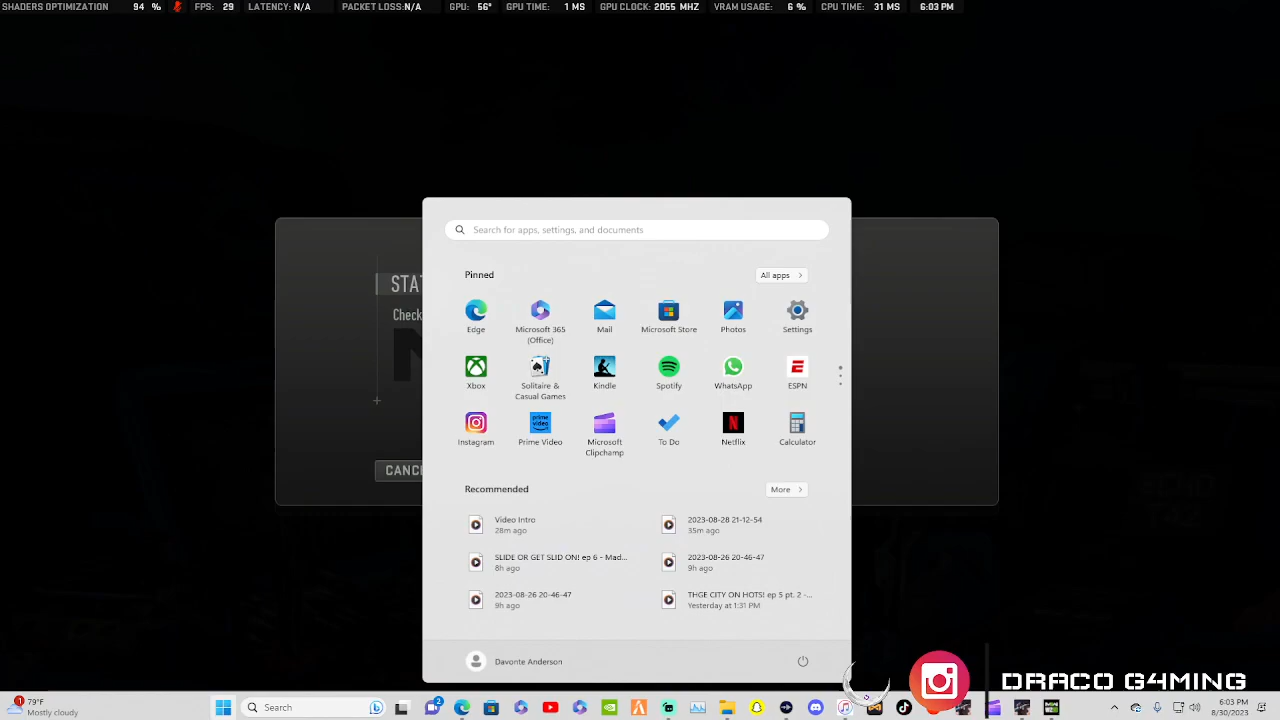 SHADERS OPTIMIZATION 94 % FPS: 29 LATENCY: N/A PACKET LOSS:N/A GPU: 56° GPU TIME: 1 MS GPU CLOCK: 2055 MHZ VRAM USAGE: 6 % CPU TIME: 31 MS 6:03 PM
Search for apps, settings, and documents
Pinned
All apps
Edge
Microsoft 365
(Office)
Mail
Microsoft Store
Photos
Settings
Xbox
Solitaire &
Casual Games
Kindle
Spotify
WhatsApp
ESPN
Instagram
prime
video
Prime Video
Microsoft
Clipchamp
To Do
Netflix
Calculator
STAT
Check
CANC
Recommended
More
Video Intro
28m ago
2023-08-28 21-12-54
35m ago
SLIDE OR GET SLID ON! ep 6 - Mad...
8h ago
2023-08-26 20-46-47
9h ago
2023-08-26 20-46-47
9h ago
THGE CITY ON HOTS! ep 5 pt. 2 -...
Yesterday at 1:31 PM
Davonte Anderson
DRACO G4MING
1
79°F
Mostly cloudy
Search
2
6:03 PM
8/30/2023